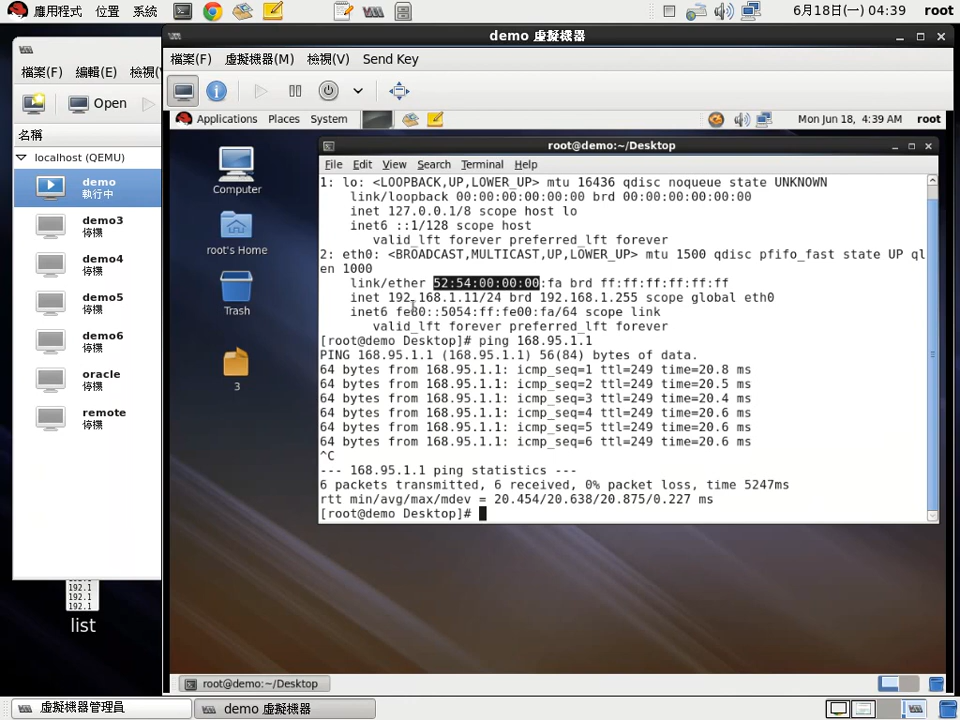 應用程式 位置 系統
6月18日(一) 04:39 root
demo 虛擬機器
檔案(F) 編輯(E) 檢視(
Open
名稱
localhost (QEMU)
demo
執行中
demo3
停機
demo4
停機
demo5
停機
demo6
停機
oracle
停機
remote
停機
192.1
192.1
192.1
list
檔案(F) 虛擬機器(M) 檢視(V) Send Key
Applications Places System
Mon Jun 18, 4:39 AM root
Computer
root's Home
Trash
3
root@demo:~/Desktop
File Edit View Search Terminal Help
1: lo: <LOOPBACK,UP,LOWER_UP> mtu 16436 qdisc noqueue state UNKNOWN
link/loopback 00:00:00:00:00:00 brd 00:00:00:00:00:00
inet 127.0.0.1/8 scope host lo
inet6 ::1/128 scope host
valid_lft forever preferred_lft forever
2: eth0: <BROADCAST,MULTICAST,UP,LOWER_UP> mtu 1500 qdisc pfifo_fast state UP ql
en 1000
link/ether 52:54:00:00:00:fa brd ff:ff:ff:ff:ff:ff
inet 192.168.1.11/24 brd 192.168.1.255 scope global eth0
inet6 fe80::5054:ff:fe00:fa/64 scope link
valid_lft forever preferred_lft forever
[root@demo Desktop]# ping 168.95.1.1
PING 168.95.1.1 (168.95.1.1) 56(84) bytes of data.
64 bytes from 168.95.1.1: icmp_seq=1 ttl=249 time=20.8 ms
64 bytes from 168.95.1.1: icmp_seq=2 ttl=249 time=20.5 ms
64 bytes from 168.95.1.1: icmp_seq=3 ttl=249 time=20.4 ms
64 bytes from 168.95.1.1: icmp_seq=4 ttl=249 time=20.6 ms
64 bytes from 168.95.1.1: icmp_seq=5 ttl=249 time=20.6 ms
64 bytes from 168.95.1.1: icmp_seq=6 ttl=249 time=20.6 ms
^C
--- 168.95.1.1 ping statistics ---
6 packets transmitted, 6 received, 0% packet loss, time 5247ms
rtt min/avg/max/mdev = 20.454/20.638/20.875/0.227 ms
[root@demo Desktop]#
root@demo:~/Desktop
虛擬機器管理員
demo 虛擬機器